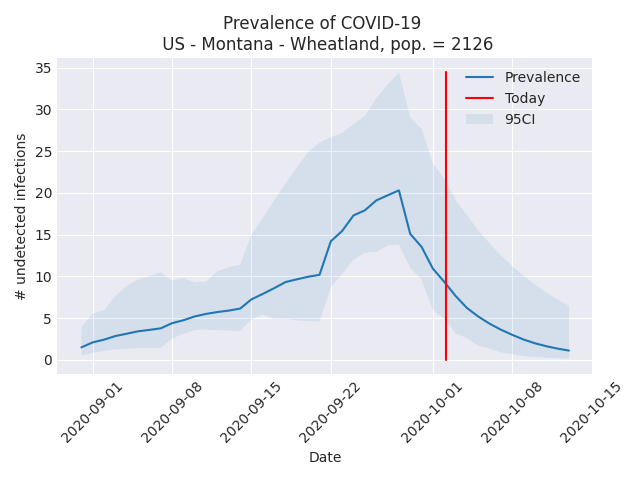 Prevalence of COVID-19
US - Montana - Wheatland, pop. = 2126
35
30
25
20
15
10
5
0
# undetected infections
Prevalence
Today
95CI
2020-09-01
2020-09-08
2020-09-15
2020-09-22
2020-10-01
2020-10-08
2020-10-15
Date